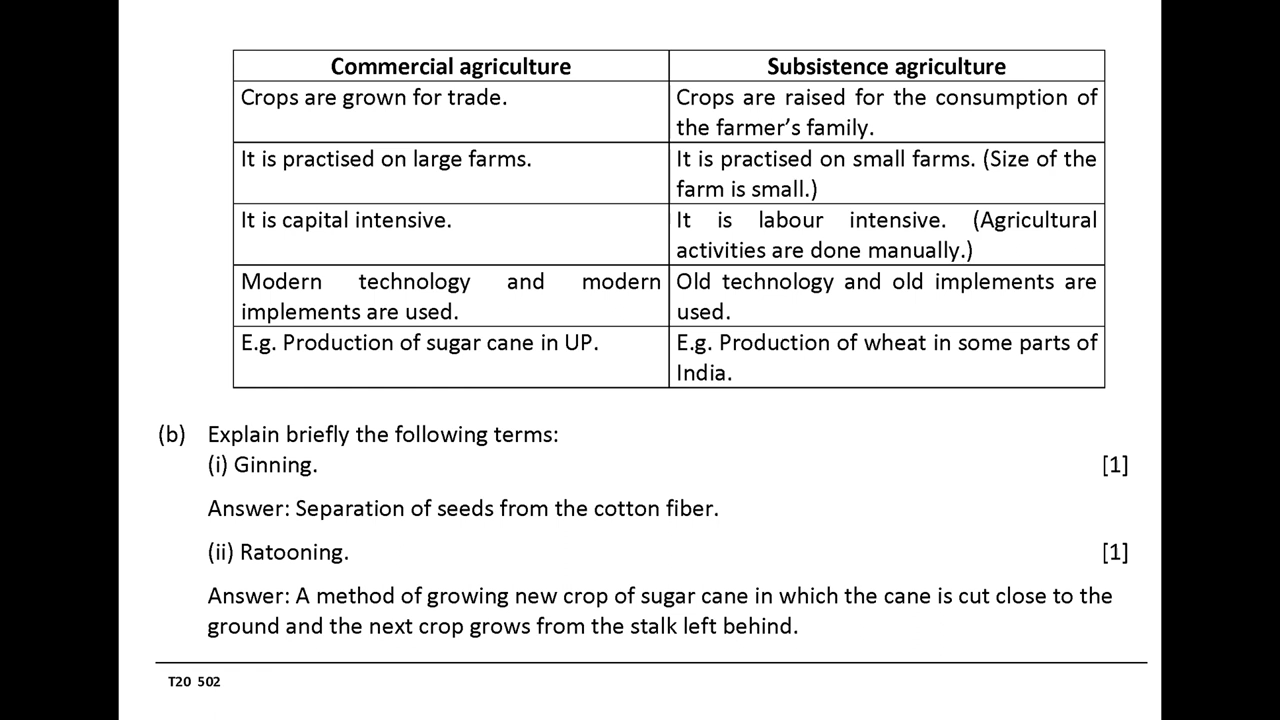 Commercial agriculture Subsistence agriculture
Crops are grown for trade. Crops are raised for the consumption of
the farmer’s family.
It is practised on large farms. It is practised on small farms. (Size of the
farm is small.)
It is capital intensive. It is labour intensive. (Agricultural
activities are done manually.)
Modern technology and modern Old technology and old implements are
implements are used. used.
E.g. Production of sugar cane in UP. E.g. Production of wheat in some parts of
India.
(b) Explain briefly the following terms:
(i) Ginning. [1]
Answer: Separation of seeds from the cotton fiber.
(ii) Ratooning. [1]
Answer: A method of growing new crop of sugar cane in which the cane is cut close to the
ground and the next crop grows from the stalk left behind.
T20 502